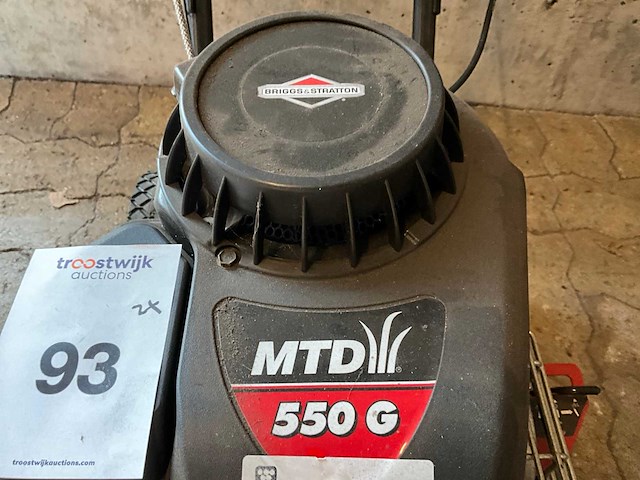 BRIGGS & STRATTON
troostwijk
auctions
2x
93
troostwijkauctions.com
MTD
550 G